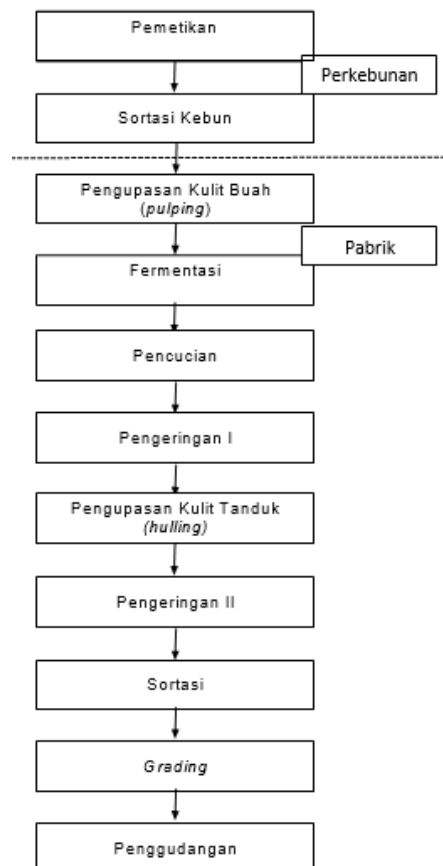 Pemetikan
Perkebunan
Sortasi Kebun
Pengupasan Kulit Buah
(pulping)
Pabrik
Fermentasi
Pencucian
Pengeringan I
Pengupasan Kulit Tanduk
(hulling)
Pengeringan II
Sortasi
Grading
Penggudangan